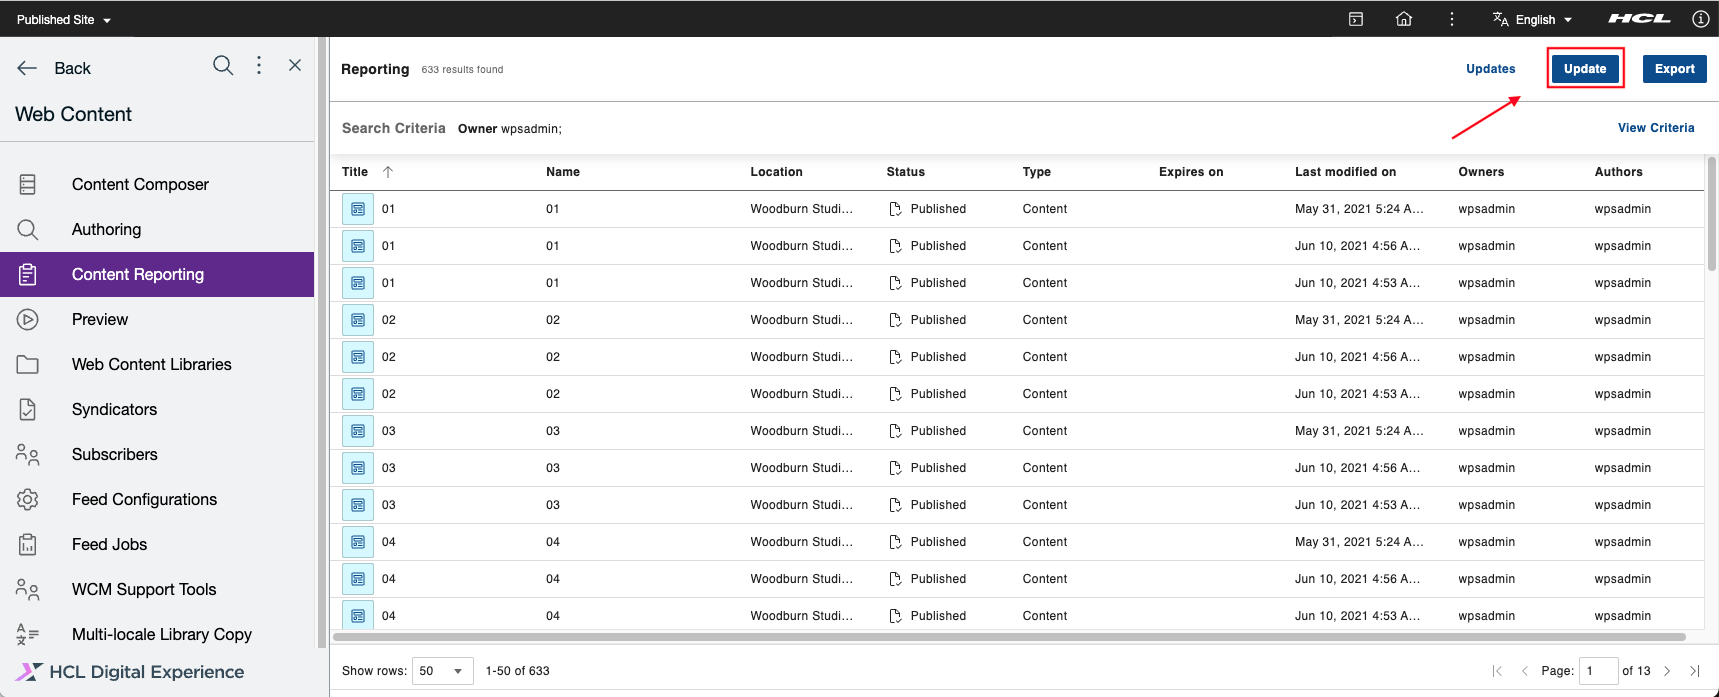 Published Site
English
HCL
Back
Web Content
Content Composer
Authoring
Content Reporting
Preview
Web Content Libraries
Syndicators
Subscribers
Feed Configurations
Feed Jobs
WCM Support Tools
Multi-locale Library Copy
HCL Digital Experience
Reporting 633 results found Updates Update Export
Search Criteria Owner wpsadmin; View Criteria
Title Name Location Status Type Expires on Last modified on Owners Authors
01 01 Woodburn Studi... Published Content May 31, 2021 5:24 A... wpsadmin wpsadmin
01 01 Woodburn Studi... Published Content Jun 10, 2021 4:56 A... wpsadmin wpsadmin
01 01 Woodburn Studi... Published Content Jun 10, 2021 4:53 A... wpsadmin wpsadmin
02 02 Woodburn Studi... Published Content May 31, 2021 5:24 A... wpsadmin wpsadmin
02 02 Woodburn Studi... Published Content Jun 10, 2021 4:56 A... wpsadmin wpsadmin
02 02 Woodburn Studi... Published Content Jun 10, 2021 4:53 A... wpsadmin wpsadmin
03 03 Woodburn Studi... Published Content May 31, 2021 5:24 A... wpsadmin wpsadmin
03 03 Woodburn Studi... Published Content Jun 10, 2021 4:56 A... wpsadmin wpsadmin
03 03 Woodburn Studi... Published Content Jun 10, 2021 4:53 A... wpsadmin wpsadmin
04 04 Woodburn Studi... Published Content May 31, 2021 5:24 A... wpsadmin wpsadmin
04 04 Woodburn Studi... Published Content Jun 10, 2021 4:56 A... wpsadmin wpsadmin
04 04 Woodburn Studi... Published Content Jun 10, 2021 4:53 A... wpsadmin wpsadmin
Show rows: 50 1-50 of 633 Page: 1 of 13